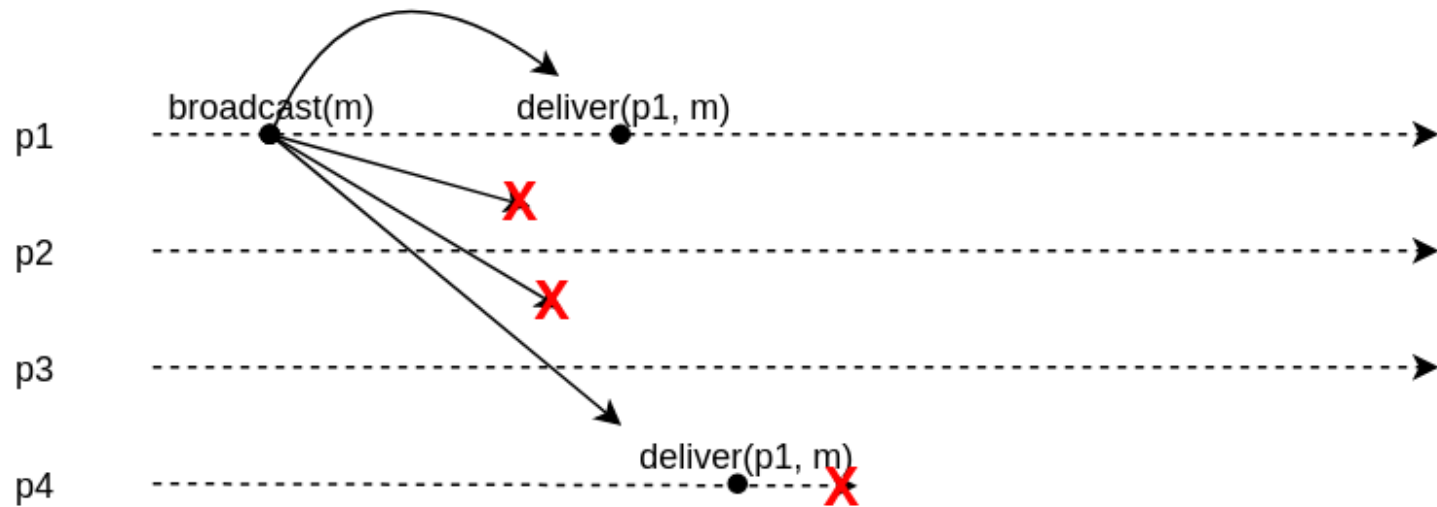 broadcast(m)
deliver(p1, m)
p1
X
p2
X
p3
deliver(p1, m)
p4
X